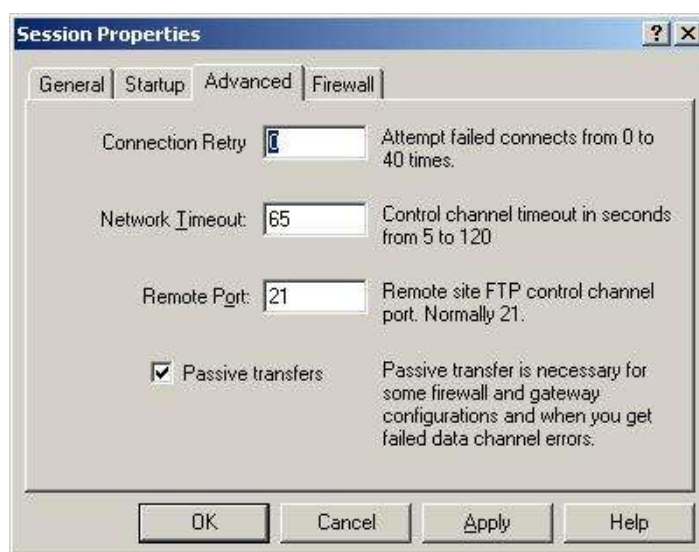 Session Properties
? X
General Startup Advanced Firewall
Connection Retry 0 Attempt failed connects from 0 to
40 times.
Network Timeout: 65 Control channel timeout in seconds
from 5 to 120
Remote Port: 21 Remote site FTP control channel
port. Normally 21.
Passive transfers Passive transfer is necessary for
some firewall and gateway
configurations and when you get
failed data channel errors.
OK Cancel Apply Help